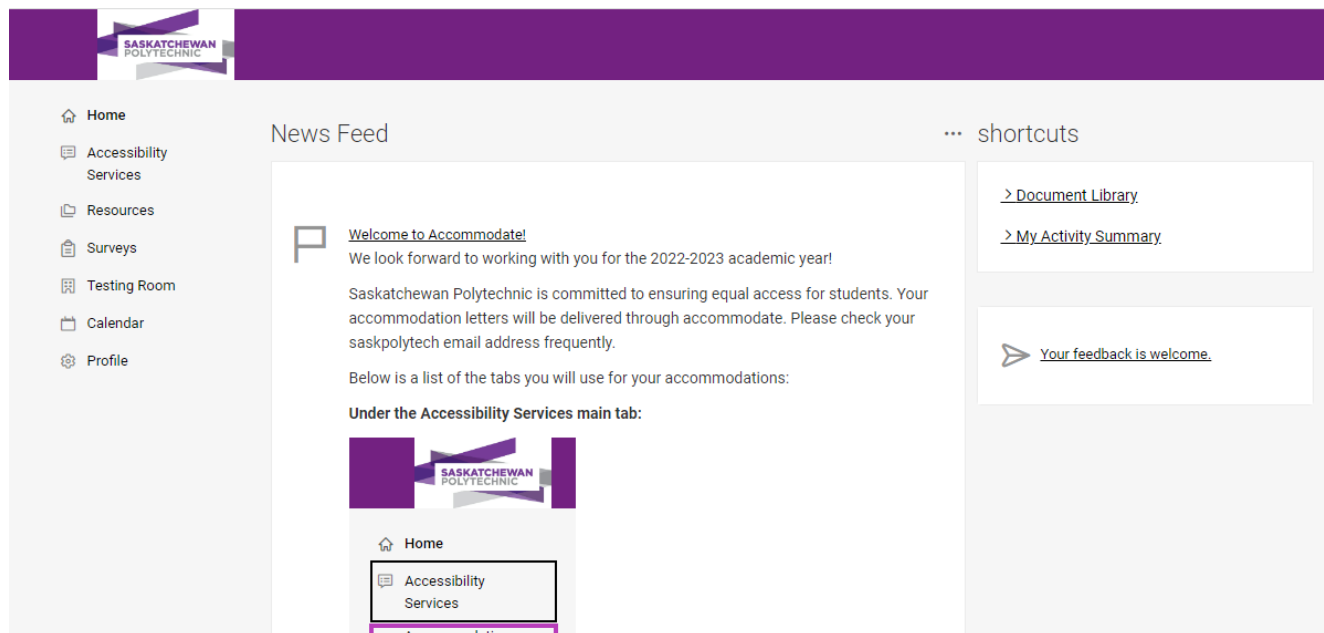 SASKATCHEWAN
POLYTECHNIC
Home
Accessibility
Services
Resources
Surveys
Testing Room
Calendar
Profile
News Feed
Welcome to Accommodate!
We look forward to working with you for the 2022-2023 academic year!
Saskatchewan Polytechnic is committed to ensuring equal access for students. Your
accommodation letters will be delivered through accommodate. Please check your
saskpolytech email address frequently.
Below is a list of the tabs you will use for your accommodations:
Under the Accessibility Services main tab:
SASKATCHEWAN
POLYTECHNIC
Home
Accessibility
Services
... shortcuts
> Document Library
> My Activity Summary
Your feedback is welcome.